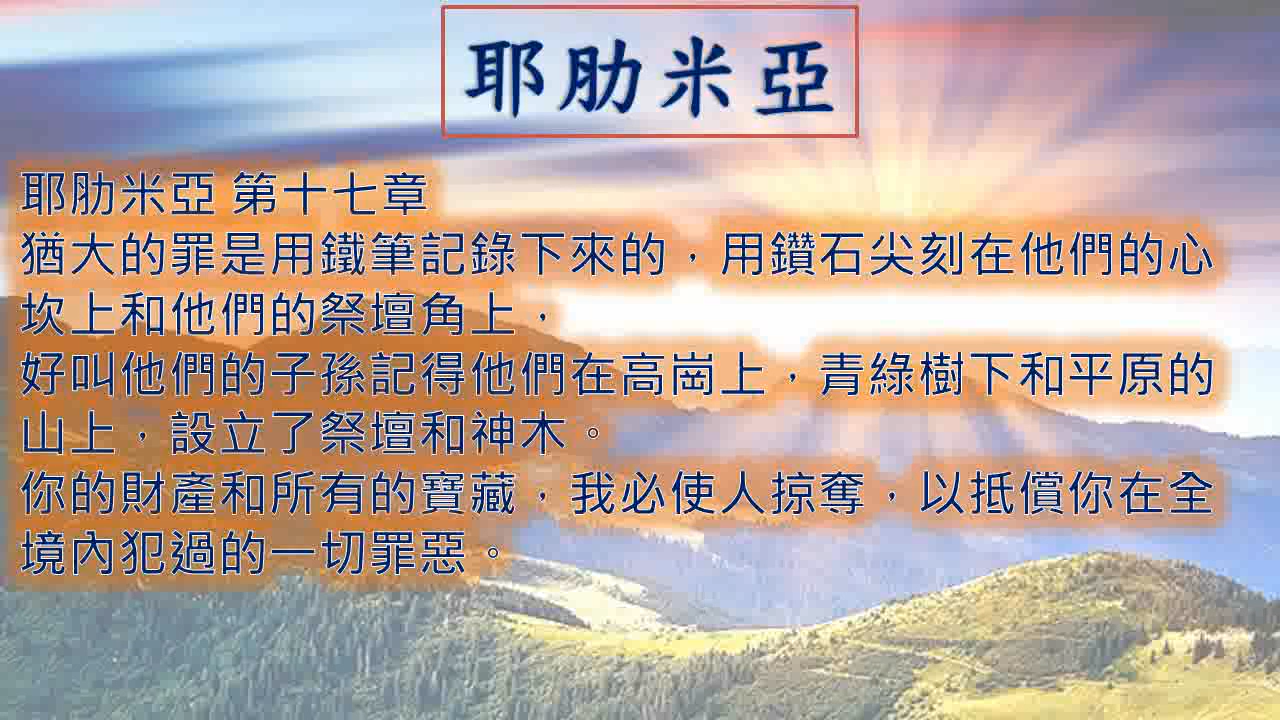 耶肋米亞
耶肋米亞 第十七章
猶大的罪是用鐵筆記錄下來的，用鑽石尖刻在他們的心
坎上和他們的祭壇角上，
好叫他們的子孫記得他們在高崗上，青綠樹下和平原的
山上，設立了祭壇和神木。
你的財產和所有的寶藏，我必使人掠奪，以抵償你在全
境內犯過的一切罪惡。